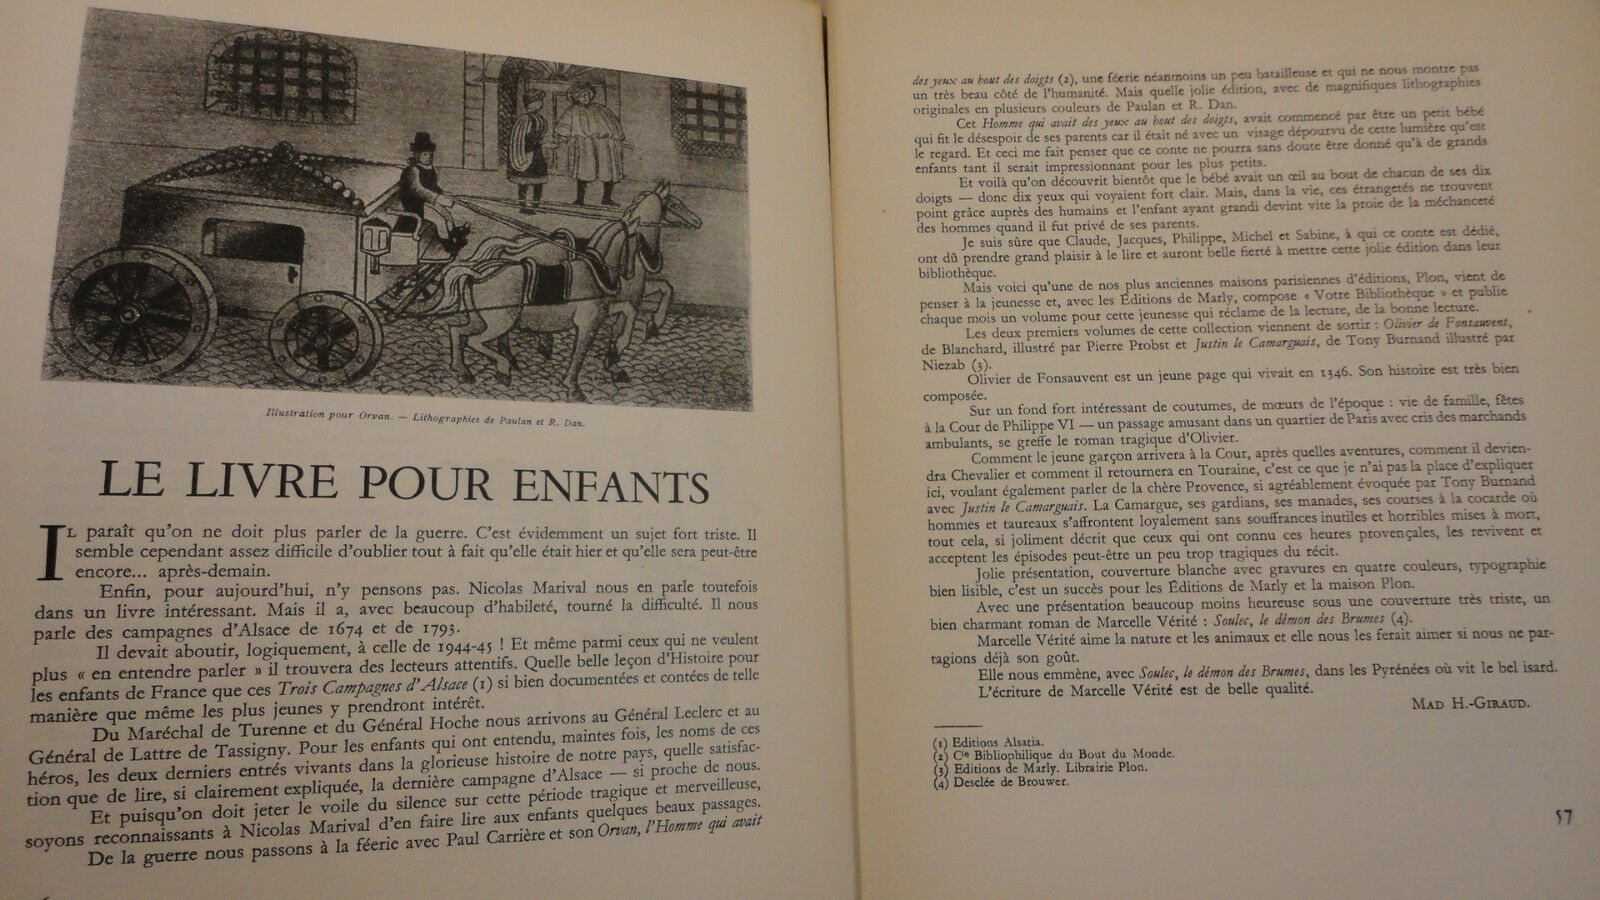 Illustration pour Orvan. — Lithographies de Paulan et R. Dan.
LE LIVRE POUR ENFANTS
IL paraît qu'on ne doit plus parler de la guerre. C'est évidemment un sujet fort triste. Il
semble cependant assez difficile d'oublier tout à fait qu'elle était hier et qu'elle sera peut-être
encore... après-demain.
Enfin, pour aujourd'hui, n'y pensons pas. Nicolas Marival nous en parle toutefois
dans un livre intéressant. Mais il a, avec beaucoup d'habileté, tourné la difficulté. Il nous
parle des campagnes d'Alsace de 1674 et de 1793.
Il devait aboutir, logiquement, à celle de 1944-45 ! Et même parmi ceux qui ne veulent
plus « en entendre parler » il trouvera des lecteurs attentifs. Quelle belle leçon d'Histoire pour
les enfants de France que ces Trois Campagnes d'Alsace (1) si bien documentées et contées de telle
manière que même les plus jeunes y prendront intérêt.
Du Maréchal de Turenne et du Général Hoche nous arrivons au Général Leclerc et au
Général de Lattre de Tassigny. Pour les enfants qui ont entendu, maintes fois, les noms de ces
héros, les deux derniers entrés vivants dans la glorieuse histoire de notre pays, quelle satisfac-
tion que de lire, si clairement expliquée, la dernière campagne d'Alsace — si proche de nous.
Et puisqu'on doit jeter le voile du silence sur cette période tragique et merveilleuse,
soyons reconnaissants à Nicolas Marival d'en faire lire aux enfants quelques beaux passages.
De la guerre nous passons à la féerie avec Paul Carrière et son Orvan, l'Homme qui avait
des yeux au bout des doigts (2), une féerie néanmoins un peu batailleuse et qui ne nous montre pas
un très beau côté de l'humanité. Mais quelle jolie édition, avec de magnifiques lithographies
originales en plusieurs couleurs de Paulan et R. Dan.
Cet Homme qui avait des yeux au bout des doigts, avait commencé par être un petit bébé
qui fit le désespoir de ses parents car il était né avec un visage dépourvu de cette lumière qu'est
le regard. Et ceci me fait penser que ce conte ne pourra sans doute être donné qu'à de grands
enfants tant il serait impressionnant pour les plus petits.
Et voilà qu'on découvrit bientôt que le bébé avait un œil au bout de chacun de ses dix
doigts — donc dix yeux qui voyaient fort clair. Mais, dans la vie, ces étrangetés ne trouvent
point grâce auprès des humains et l'enfant ayant grandi devint vite la proie de la méchanceté
des hommes quand il fut privé de ses parents.
Je suis sûre que Claude, Jacques, Philippe, Michel et Sabine, à qui ce conte est dédié,
ont dû prendre grand plaisir à le lire et auront belle fierté à mettre cette jolie édition dans leur
bibliothèque.
Mais voici qu'une de nos plus anciennes maisons parisiennes d'éditions, Plon, vient de
penser à la jeunesse et, avec les Éditions de Marly, compose « Votre Bibliothèque » et publie
chaque mois un volume pour cette jeunesse qui réclame de la lecture, de la bonne lecture.
Les deux premiers volumes de cette collection viennent de sortir : Olivier de Fonsauvent,
de Blanchard, illustré par Pierre Probst et Justin le Camarguais, de Tony Burnand illustré par
Niezab (3).
Olivier de Fonsauvent est un jeune page qui vivait en 1346. Son histoire est très bien
composée.
Sur un fond fort intéressant de coutumes, de mœurs de l'époque : vie de famille, fêtes
à la Cour de Philippe VI — un passage amusant dans un quartier de Paris avec cris des marchands
ambulants, se greffe le roman tragique d'Olivier.
Comment le jeune garçon arrivera à la Cour, après quelles aventures, comment il devien-
dra Chevalier et comment il retournera en Touraine, c'est ce que je n'ai pas la place d'expliquer
ici, voulant également parler de la chère Provence, si agréablement évoquée par Tony Burnand
avec Justin le Camarguais. La Camargue, ses gardians, ses manades, ses courses à la cocarde où
hommes et taureaux s'affrontent loyalement sans souffrances inutiles et horribles mises à mort,
tout cela, si joliment décrit que ceux qui ont connu ces heures provençales, les revivent et
acceptent les épisodes peut-être un peu trop tragiques du récit.
Jolie présentation, couverture blanche avec gravures en quatre couleurs, typographie
bien lisible, c'est un succès pour les Éditions de Marly et la maison Plon.
Avec une présentation beaucoup moins heureuse sous une couverture très triste, un
bien charmant roman de Marcelle Vérité : Soulec, le démon des Brumes (4).
Marcelle Vérité aime la nature et les animaux et elle nous les ferait aimer si nous ne par-
tagions déjà son goût.
Elle nous emmène, avec Soulec, le démon des Brumes, dans les Pyrénées où vit le bel isard.
L'écriture de Marcelle Vérité est de belle qualité.
MAD H.-GIRAUD.
(1) Editions Alsatia.
(2) Cie Bibliophilique du Bout du Monde.
(3) Editions de Marly. Librairie Plon.
(4) Desclée de Brouwer.
57